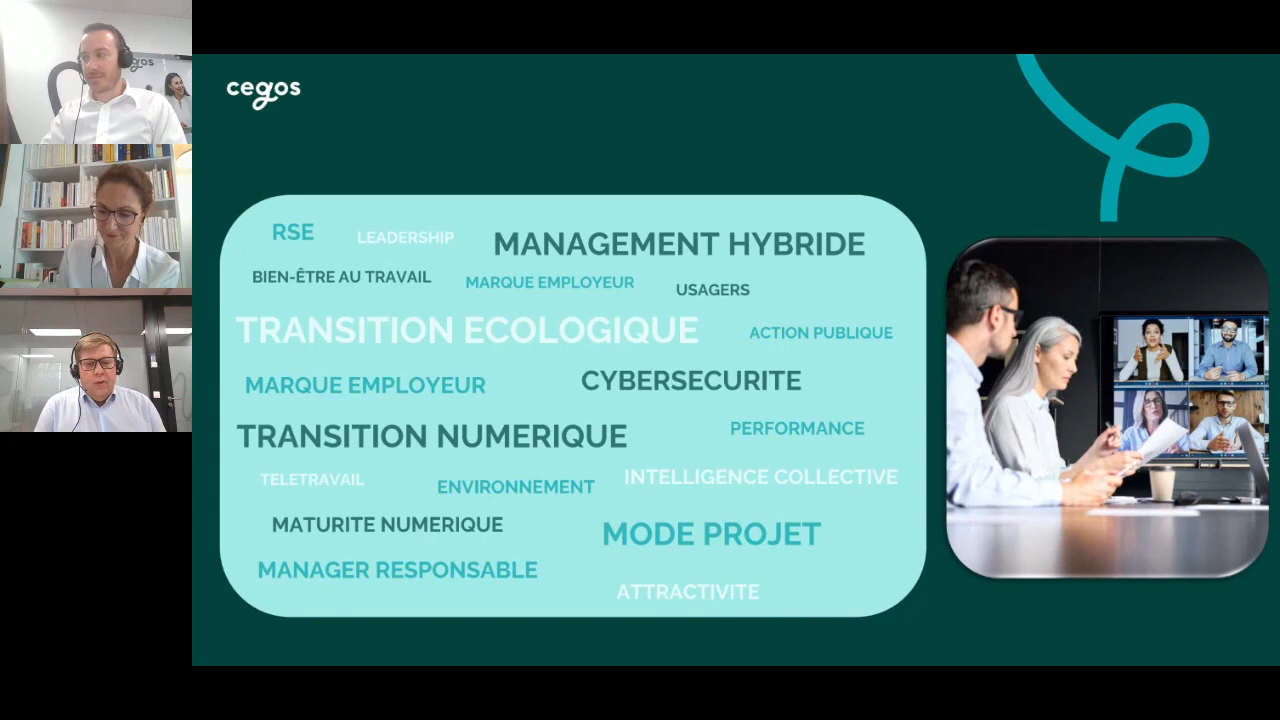 cegos
RSE
LEADERSHIP
MANAGEMENT HYBRIDE
BIEN-ÊTRE AU TRAVAIL
MARQUE EMPLOYEUR
USAGERS
TRANSITION ECOLOGIQUE
ACTION PUBLIQUE
MARQUE EMPLOYEUR
CYBERSECURITE
TRANSITION NUMERIQUE
PERFORMANCE
TELETRAVAIL
ENVIRONNEMENT
INTELLIGENCE COLLECTIVE
MATURITE NUMERIQUE
MODE PROJET
MANAGER RESPONSABLE
ATTRACTIVITE